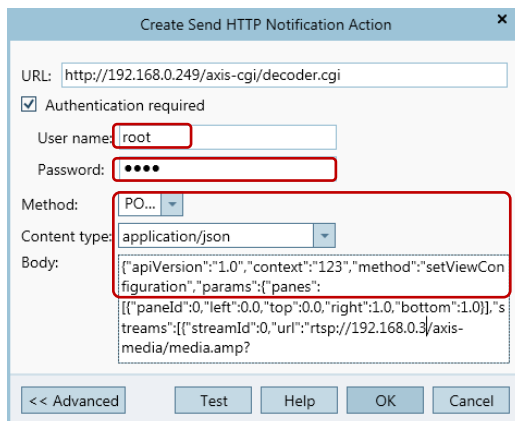 Create Send HTTP Notification Action
×
URL: http://192.168.0.249/axis-cgi/decoder.cgi
Authentication required
User name: root
Password: ●●●●
Method: PO...
Content type: application/json
Body: {"apiVersion":"1.0","context":"123","method":"setViewCon
figuration","params":{"panes":
[{"paneId":0,"left":0.0,"top":0.0,"right":1.0,"bottom":1.0}],"s
treams":[{"streamId":0,"url":"rtsp://192.168.0.3/axis-
media/media.amp?
<< Advanced Test Help OK Cancel